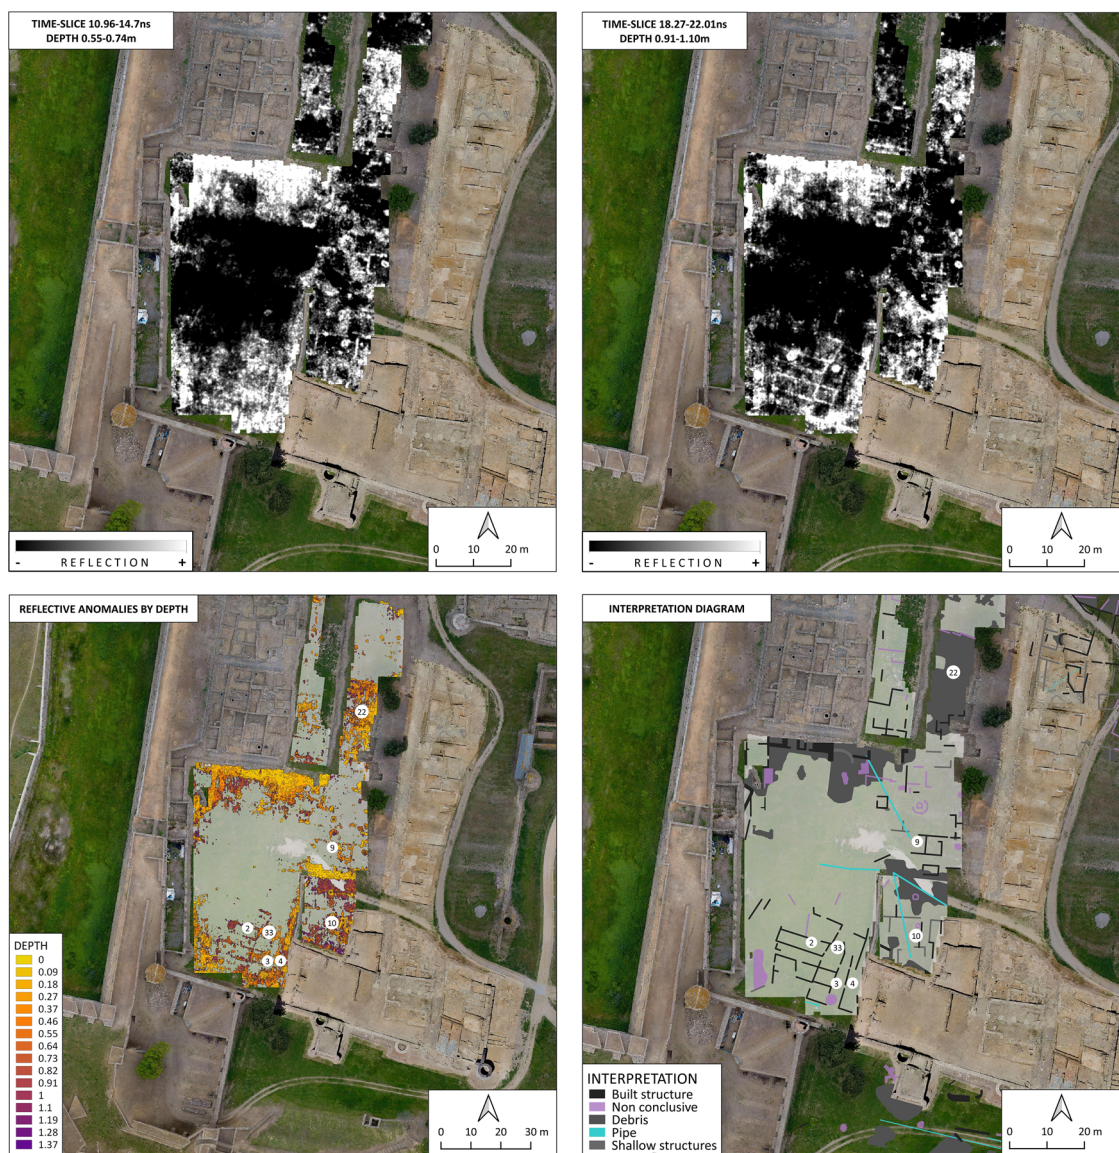 TIME-SLICE 10.96-14.7ns
DEPTH 0.55-0.74m
- REFLECTION +
0 10 20 m
TIME-SLICE 18.27-22.01ns
DEPTH 0.91-1.10m
- REFLECTION +
0 10 20 m
REFLECTIVE ANOMALIES BY DEPTH
22
9
10
2
33
3
4
DEPTH
0
0.09
0.18
0.27
0.37
0.46
0.55
0.64
0.73
0.82
0.91
1
1.1
1.19
1.28
1.37
0 20 30 m
INTERPRETATION DIAGRAM
22
9
10
2
33
3
4
INTERPRETATION
Built structure
Non conclusive
Debris
Pipe
Shallow structures
0 10 20 m